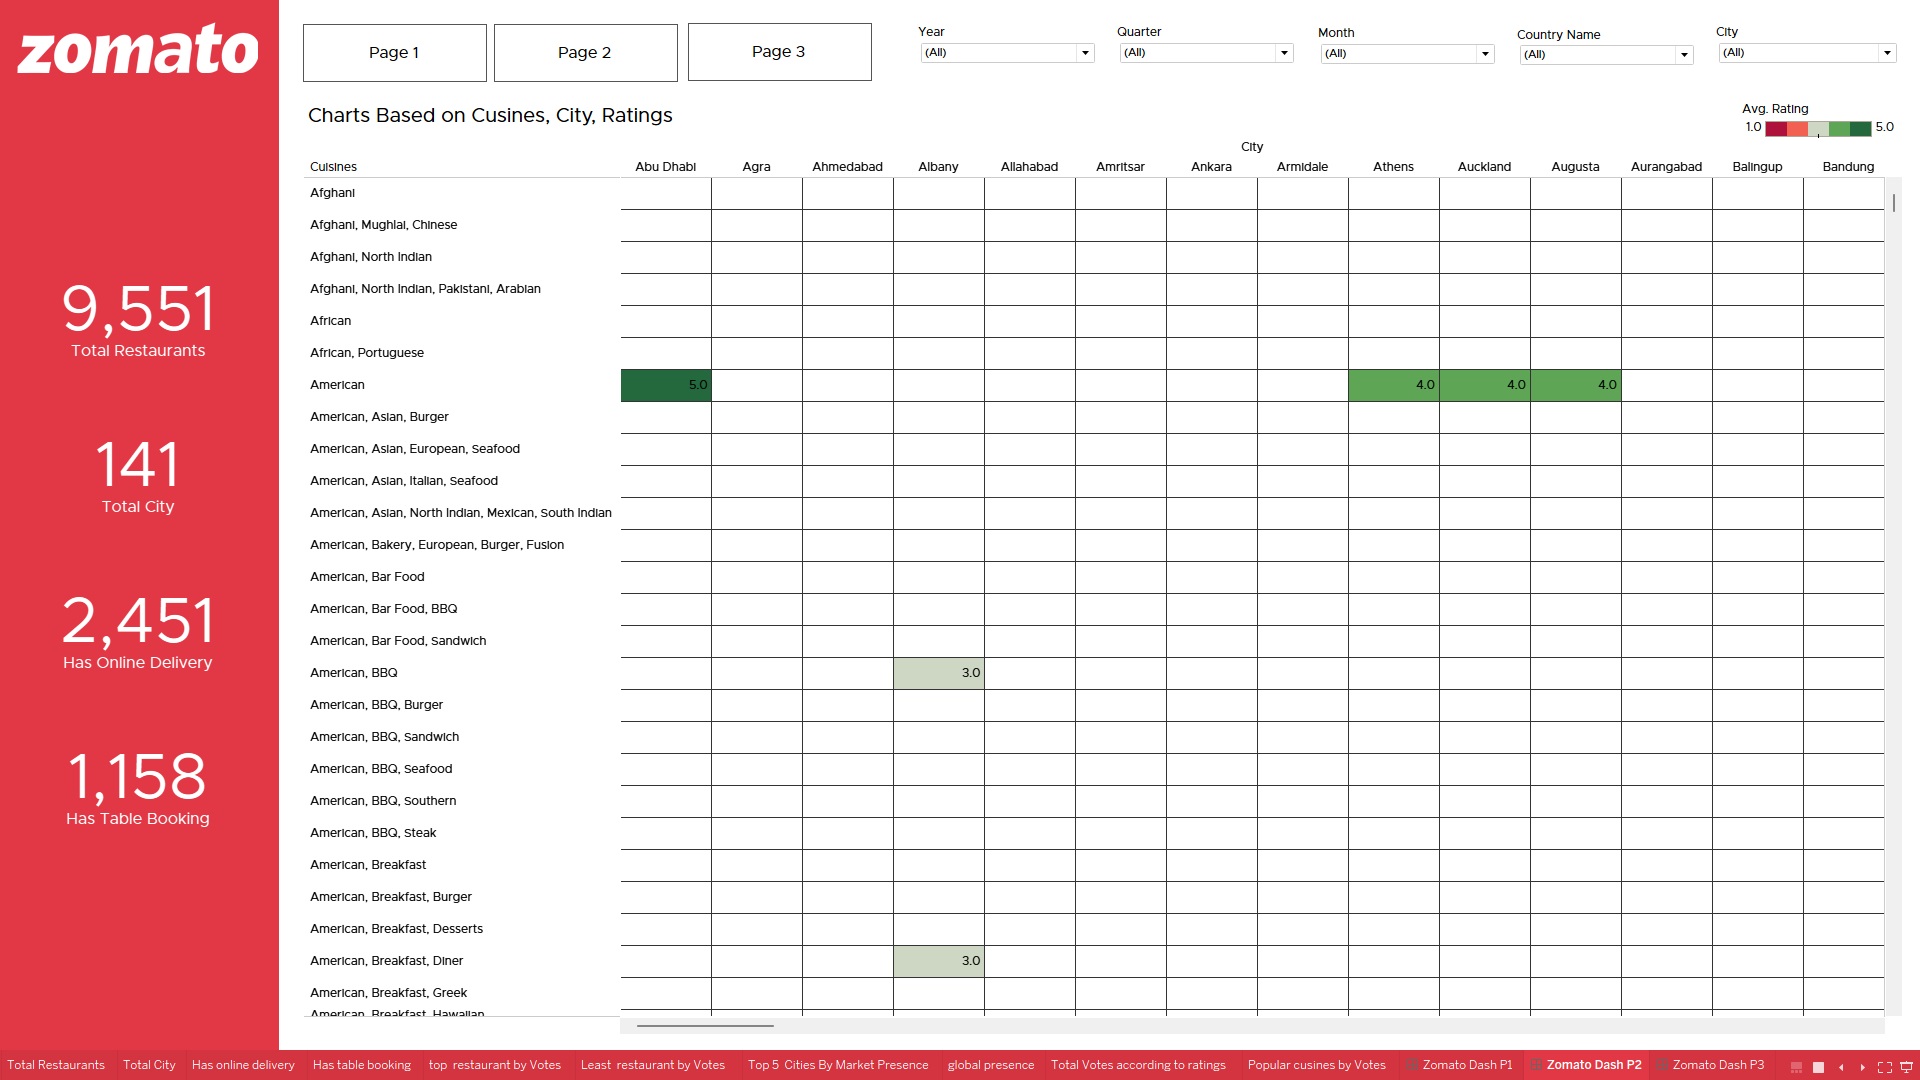 zomato
Page 1
Page 2
Page 3
Year
(All)
Quarter
(All)
Month
(All)
Country Name
(All)
City
(All)
Charts Based on Cusines, City, Ratings
Avg. Rating
1.0 5.0
City
Cuisines Abu Dhabi Agra Ahmedabad Albany Allahabad Amritsar Ankara Armidale Athens Auckland Augusta Aurangabad Balingup Bandung
Afghani
Afghani, Mughlai, Chinese
Afghani, North Indian
Afghani, North Indian, Pakistani, Arabian
African
African, Portuguese
American 5.0 4.0 4.0 4.0
American, Asian, Burger
American, Asian, European, Seafood
American, Asian, Italian, Seafood
American, Asian, North Indian, Mexican, South Indian
American, Bakery, European, Burger, Fusion
American, Bar Food
American, Bar Food, BBQ
American, Bar Food, Sandwich
American, BBQ 3.0
American, BBQ, Burger
American, BBQ, Sandwich
American, BBQ, Seafood
American, BBQ, Southern
American, BBQ, Steak
American, Breakfast
American, Breakfast, Burger
American, Breakfast, Desserts
American, Breakfast, Diner 3.0
American, Breakfast, Greek
American, Breakfast, Hawaiian
9,551
Total Restaurants
141
Total City
2,451
Has Online Delivery
1,158
Has Table Booking
Total Restaurants Total City Has online delivery Has table booking top restaurant by Votes Least restaurant by Votes Top 5 Cities By Market Presence global presence Total Votes according to ratings Popular cusines by Votes Zomato Dash P1 Zomato Dash P2 Zomato Dash P3